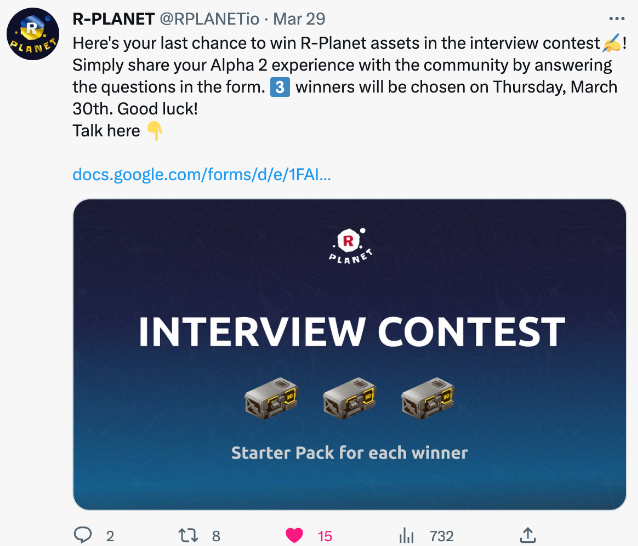 R-PLANET @RPLANETio · Mar 29
Here's your last chance to win R-Planet assets in the interview contest✍️!
Simply share your Alpha 2 experience with the community by answering
the questions in the form. 3️⃣ winners will be chosen on Thursday, March
30th. Good luck!
Talk here 👇
docs.google.com/forms/d/e/1FAI...
R
PLANET
INTERVIEW CONTEST
Starter Pack for each winner
2 8 15 732